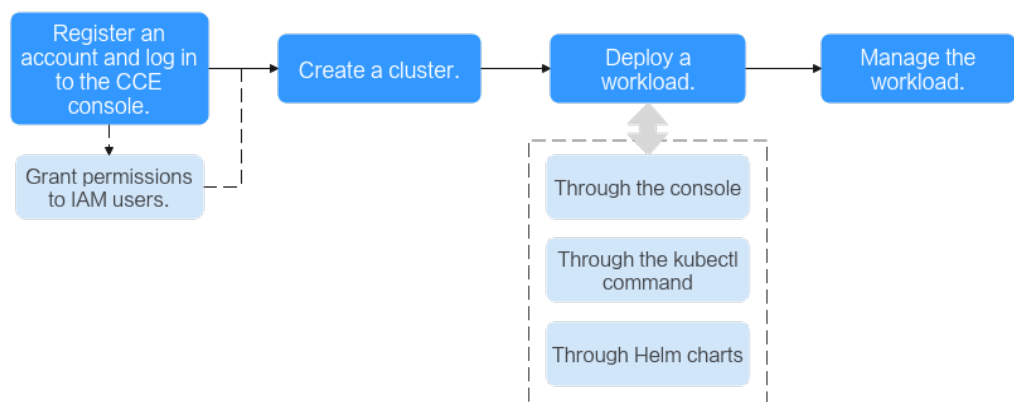 Register an
account and log in
to the CCE
console.
Create a cluster.
Deploy a
workload.
Manage the
workload.
Grant permissions
to IAM users.
Through the console
Through the kubectl
command
Through Helm charts